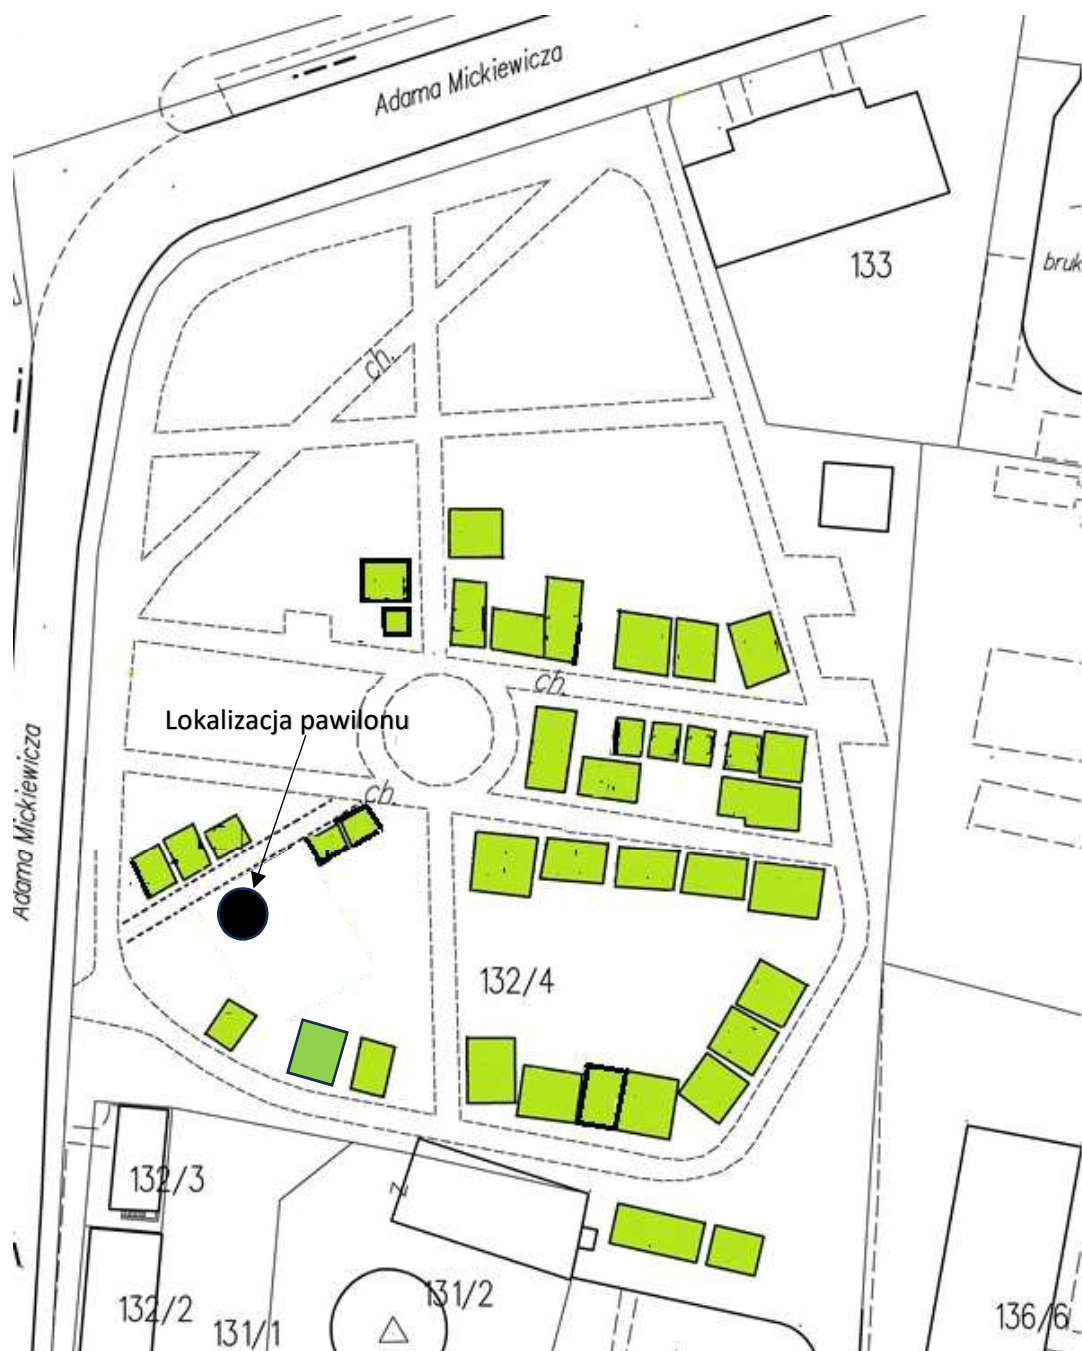 Adama Mickiewicza
133
bruk
ch.
ch.
Lokalizacja pawilonu
ch.
Adama Mickiewicza
132/4
132/3
z
132/2
131/1
131/2
136/6